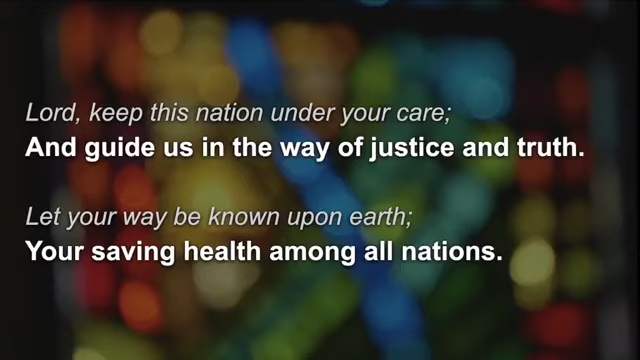 Lord, keep this nation under your care;
And guide us in the way of justice and truth.
Let your way be known upon earth;
Your saving health among all nations.